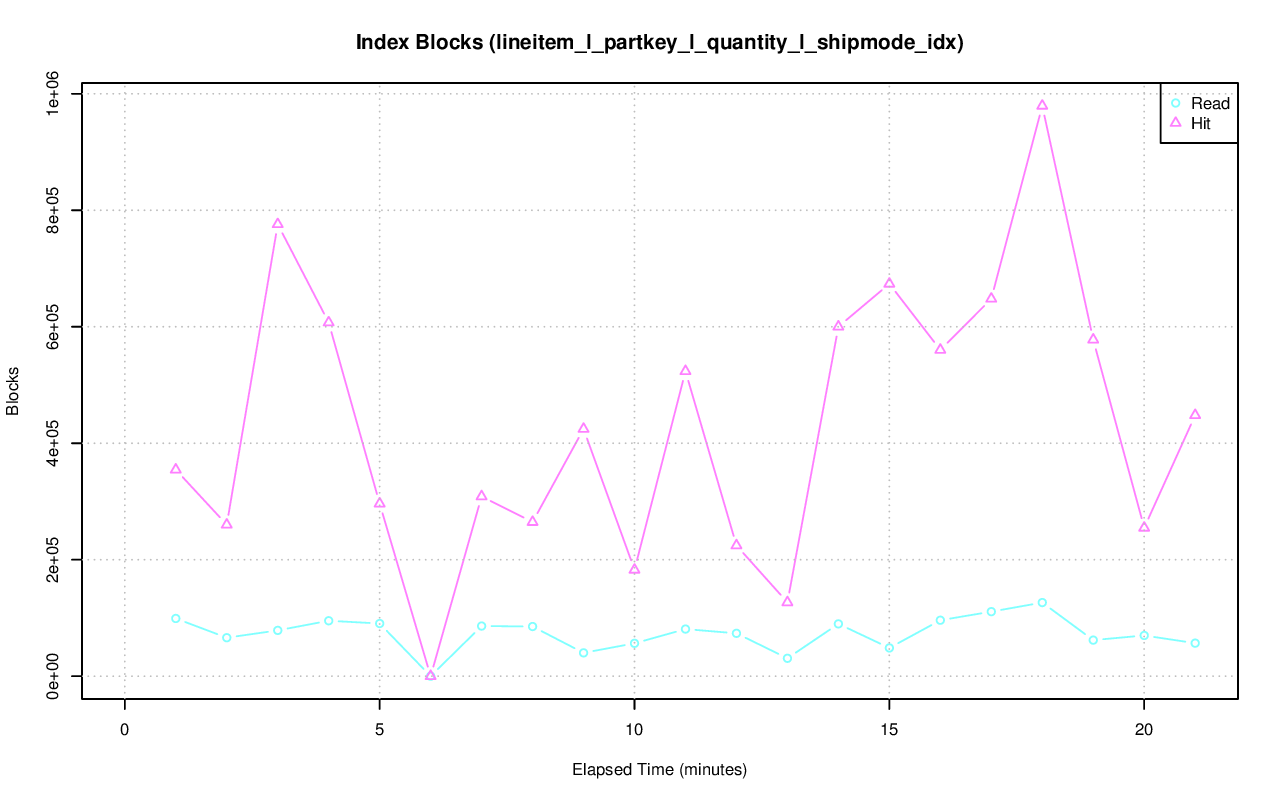 Index Blocks (lineitem_l_partkey_l_quantity_l_shipmode_idx)
Read
Hit
1e+06
8e+05
6e+05
4e+05
2e+05
0e+00
Blocks
0 5 10 15 20
Elapsed Time (minutes)